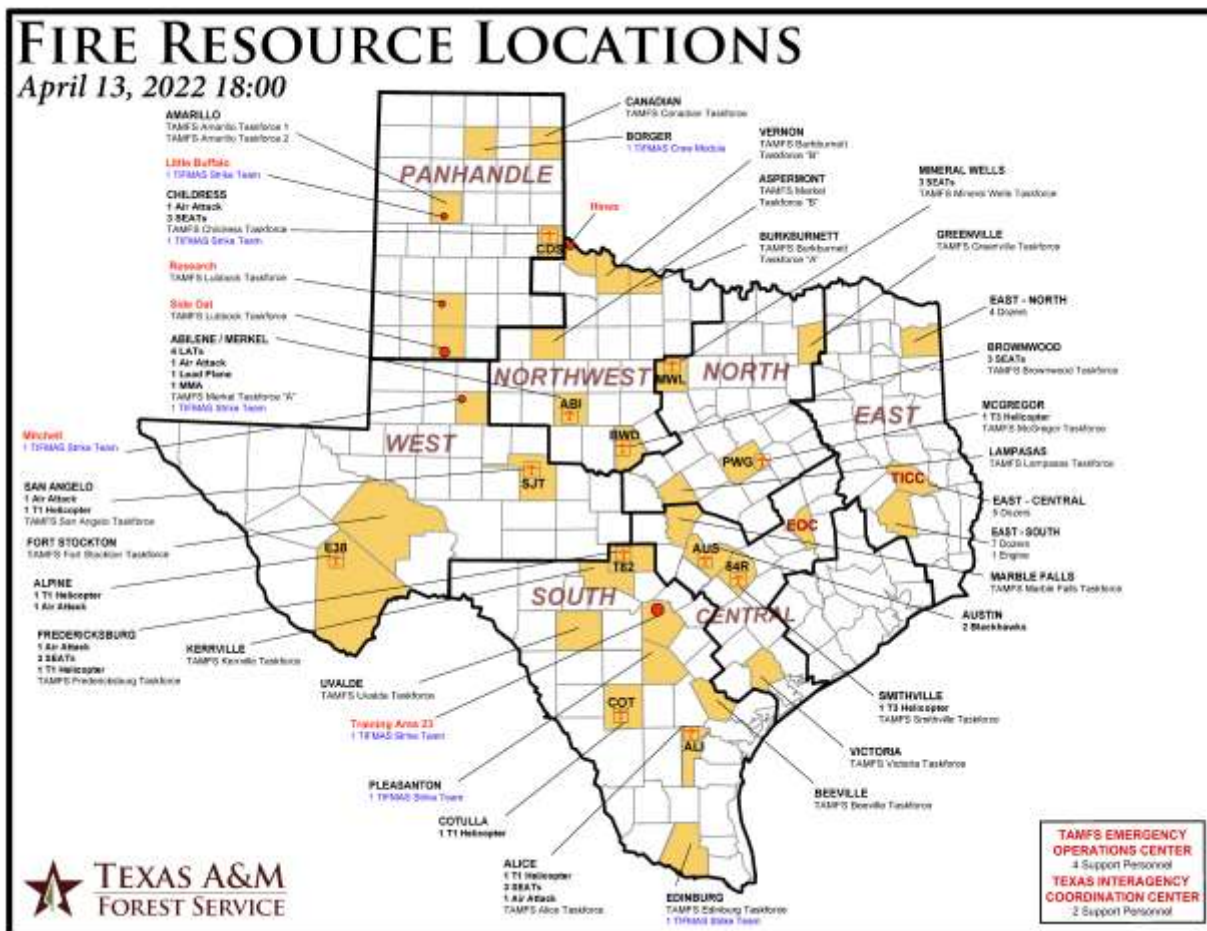 FIRE RESOURCE LOCATIONS
April 13, 2022 18:00
AMARILLO
TAMFS Amarillo Taskforce 1
TAMFS Amarillo Taskforce 2
Little Buffalo
1 TIFMAS Strike Team
CHILDRESS
1 Air Attack
3 SEATs
TAMFS Childress Taskforce
1 TIFMAS Strike Team
Research
TAMFS Lubbock Taskforce
Side Oat
TAMFS Lubbock Taskforce
ABILENE / MERKEL
4 LATs
1 Air Attack
1 Lead Plane
1 MMA
TAMFS Merkel Taskforce "A"
1 TIFMAS Strike Team
Mitchell
1 TIFMAS Strike Team
SAN ANGELO
1 Air Attack
1 T1 Helicopter
TAMFS San Angelo Taskforce
FORT STOCKTON
TAMFS Fort Stockton Taskforce
ALPINE
1 T1 Helicopter
1 Air Attack
FREDERICKSBURG
1 Air Attack
SEATs
1 T1 Helicopter
TAMFS Fredericksburg Taskforce
KERRVILLE
TAMFS Kerrville Taskforce
UVALDE
TAMFS Uvalde Taskforce
Training Area 23
1 TIFMAS Strike Team
PLEASANTON
1 TIFMAS Strike Team
COTULLA
1 T1 Helicopter
ALICE
1 T1 Helicopter
SEATs
1 Air Attack
TAMFS Alice Taskforce
EDINBURG
TAMFS Edinburg Taskforce
1 TIFMAS Strike Team
CANADIAN
TAMFS Canadian Taskforce
BORGER
1 TIFMAS Crew Module
VERNON
TAMFS Burkburnett
Taskforce "B"
ASPERMONT
TAMFS Merkel
Taskforce "B"
BURKBURNETT
TAMFS Burkburnett
Taskforce "A"
MINERAL WELLS
3 SEATs
TAMFS Mineral Wells Taskforce
GREENVILLE
TAMFS Greenville Taskforce
EAST - NORTH
4 Dozers
BROWNWOOD
3 SEATs
TAMFS Brownwood Taskforce
MCGREGOR
1 T3 Helicopter
TAMFS McGregor Taskforce
LAMPASAS
TAMFS Lampasas Taskforce
EAST - CENTRAL
Dozers
EAST - SOUTH
7 Dozers
1 Engine
MARBLE FALLS
TAMFS Marble Falls Taskforce
AUSTIN
2 Blackhawks
SMITHVILLE
1 T3 Helicopter
TAMFS Smithville Taskforce
VICTORIA
TAMFS Victoria Taskforce
BEEVILLE
TAMFS Beeville Taskforce
PANHANDLE
CDS
NORTHWEST
ABI
BWD
MWL
NORTH
EAST
WEST
SJT
PWG
TICC
EOC
E38
T82
AUS
84R
SOUTH
CENTRAL
COT
ALI
TEXAS A&M
FOREST SERVICE
TAMFS EMERGENCY
OPERATIONS CENTER
4 Support Personnel
TEXAS INTERAGENCY
COORDINATION CENTER
2 Support Personnel